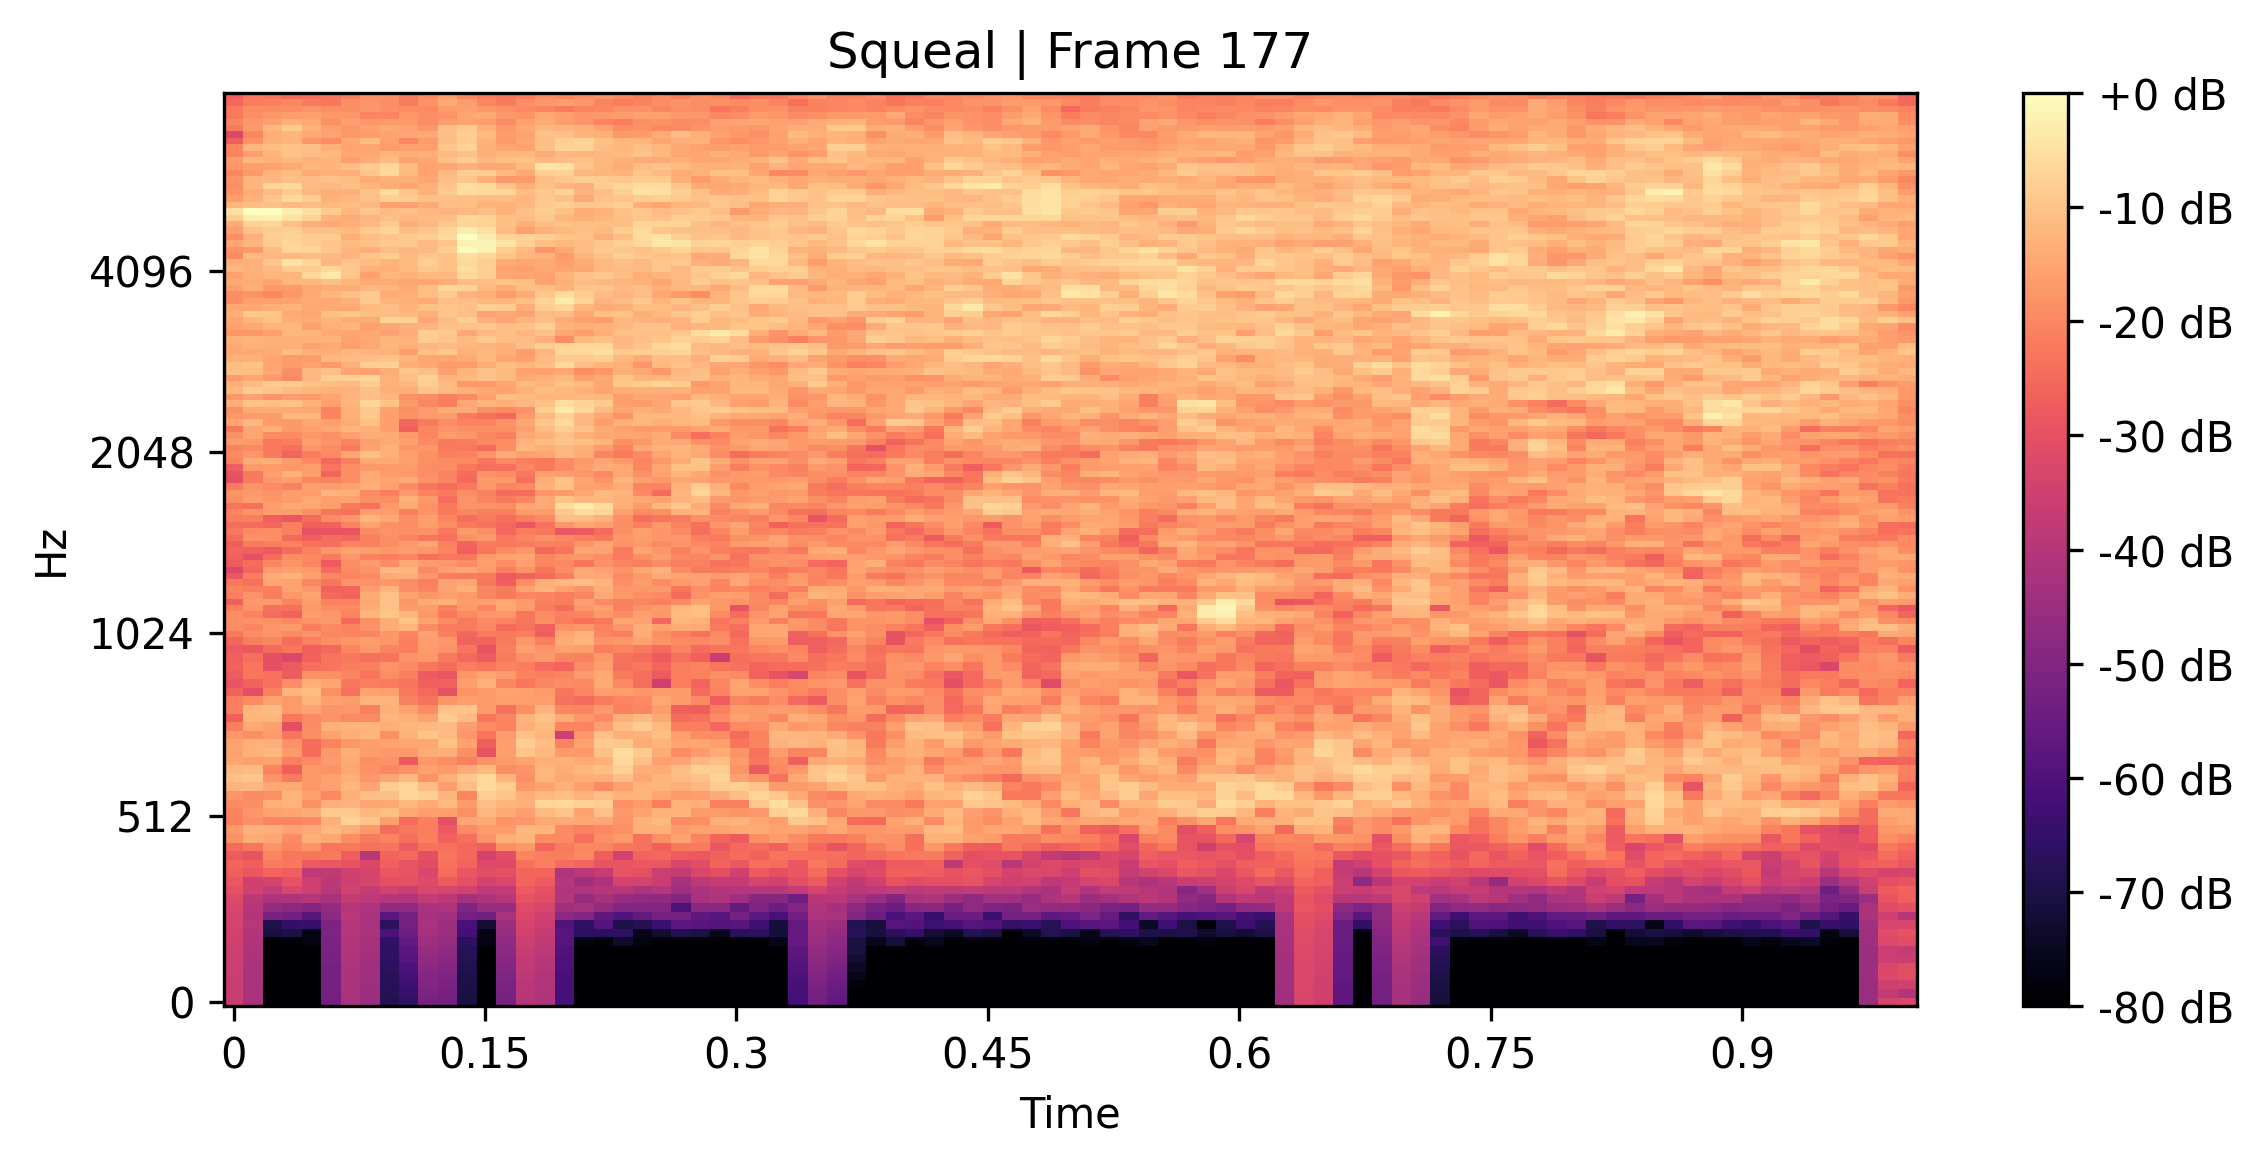 Squeal | Frame 177
+0 dB
-10 dB
-20 dB
-30 dB
-40 dB
-50 dB
-60 dB
-70 dB
-80 dB
4096
2048
1024
512
0
Hz
0 0.15 0.3 0.45 0.6 0.75 0.9
Time